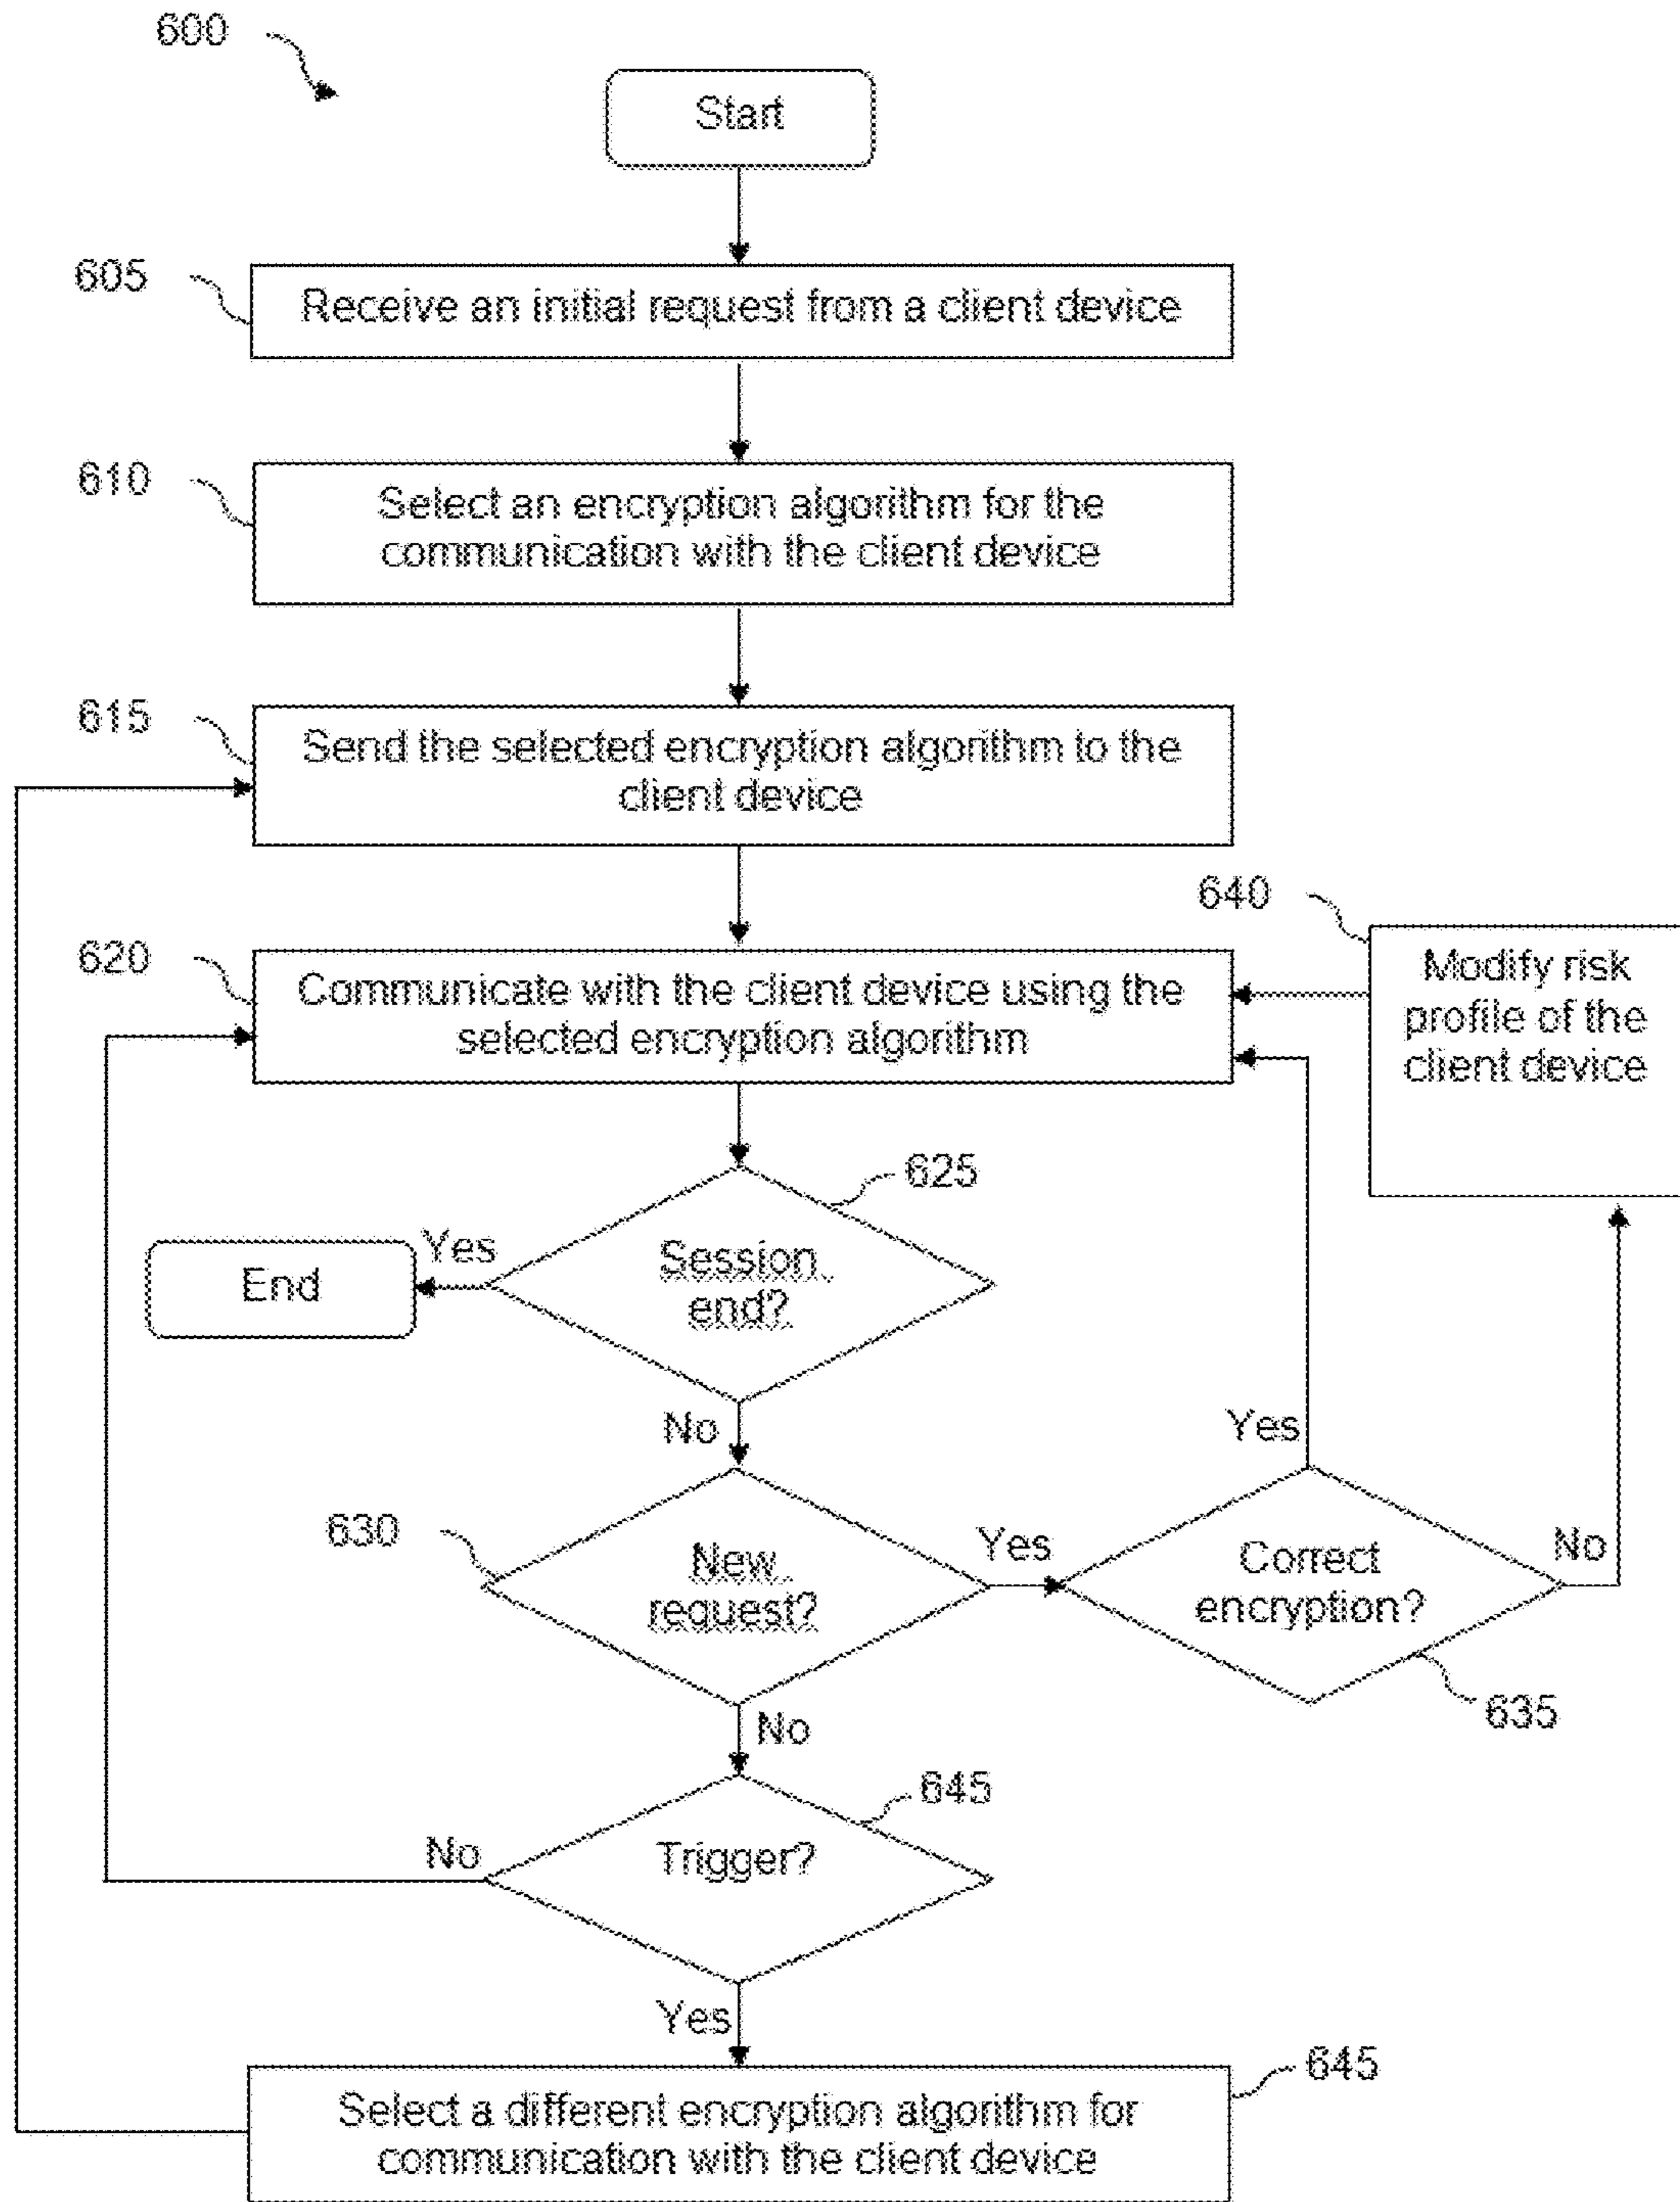 600
Start
605
Receive an initial request from a client device
610
Select an encryption algorithm for the
communication with the client device
615
Send the selected encryption algorithm to the
client device
640
Modify risk
profile of the
client device
620
Communicate with the client device using the
selected encryption algorithm
625
Session
end?
Yes
End
No
630
New
request?
Yes
Correct
encryption?
Yes
No
635
No
645
Trigger?
No
Yes
645
Select a different encryption algorithm for
communication with the client device